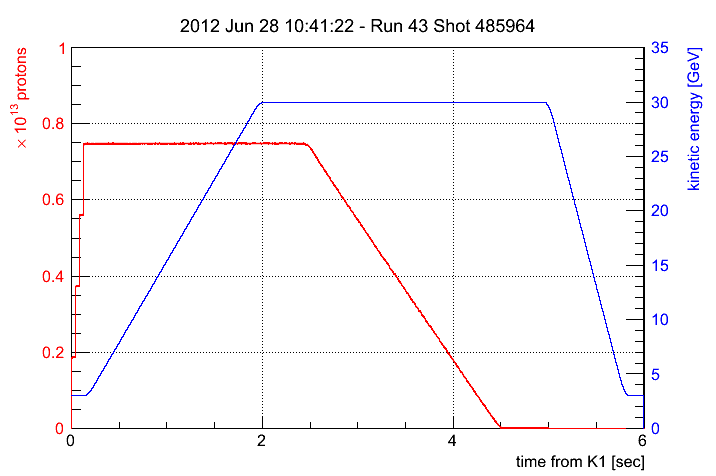 2012 Jun 28 10:41:22 - Run 43 Shot 485964
× 10^13 protons
1
0.8
0.6
0.4
0.2
0
kinetic energy [GeV]
35
30
25
20
15
10
5
0
0 2 4 6
time from K1 [sec]